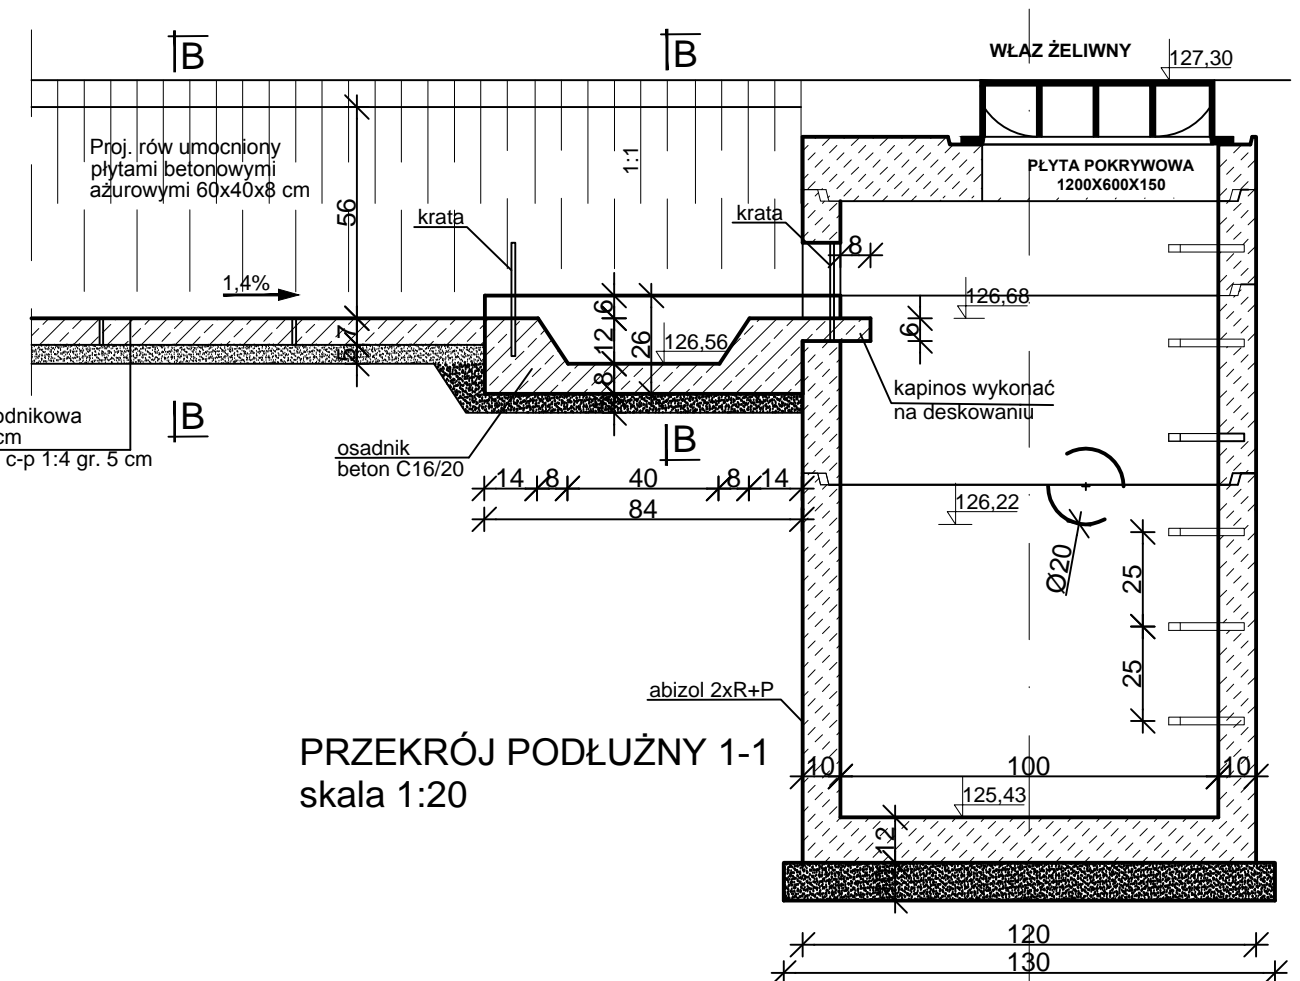 B
B
WŁAZ ŻELIWNY
127,30
Proj. rów umocniony
płytami betonowymi
ażurowymi 60x40x8 cm
1:1
PŁYTA POKRYWOWA
1200X600X150
56
krata
krata
8
1,4%
6
126,68
12
26
126,56
6
7
5
8
kapinos wykonać
na deskowaniu
odnikowa
cm
c-p 1:4 gr. 5 cm
B
B
osadnik
beton C16/20
14
8
40
8
14
84
126,22
Ø20
25
25
abizol 2xR+P
PRZEKRÓJ PODŁUŻNY 1-1
skala 1:20
10
100
10
125,43
12
120
130